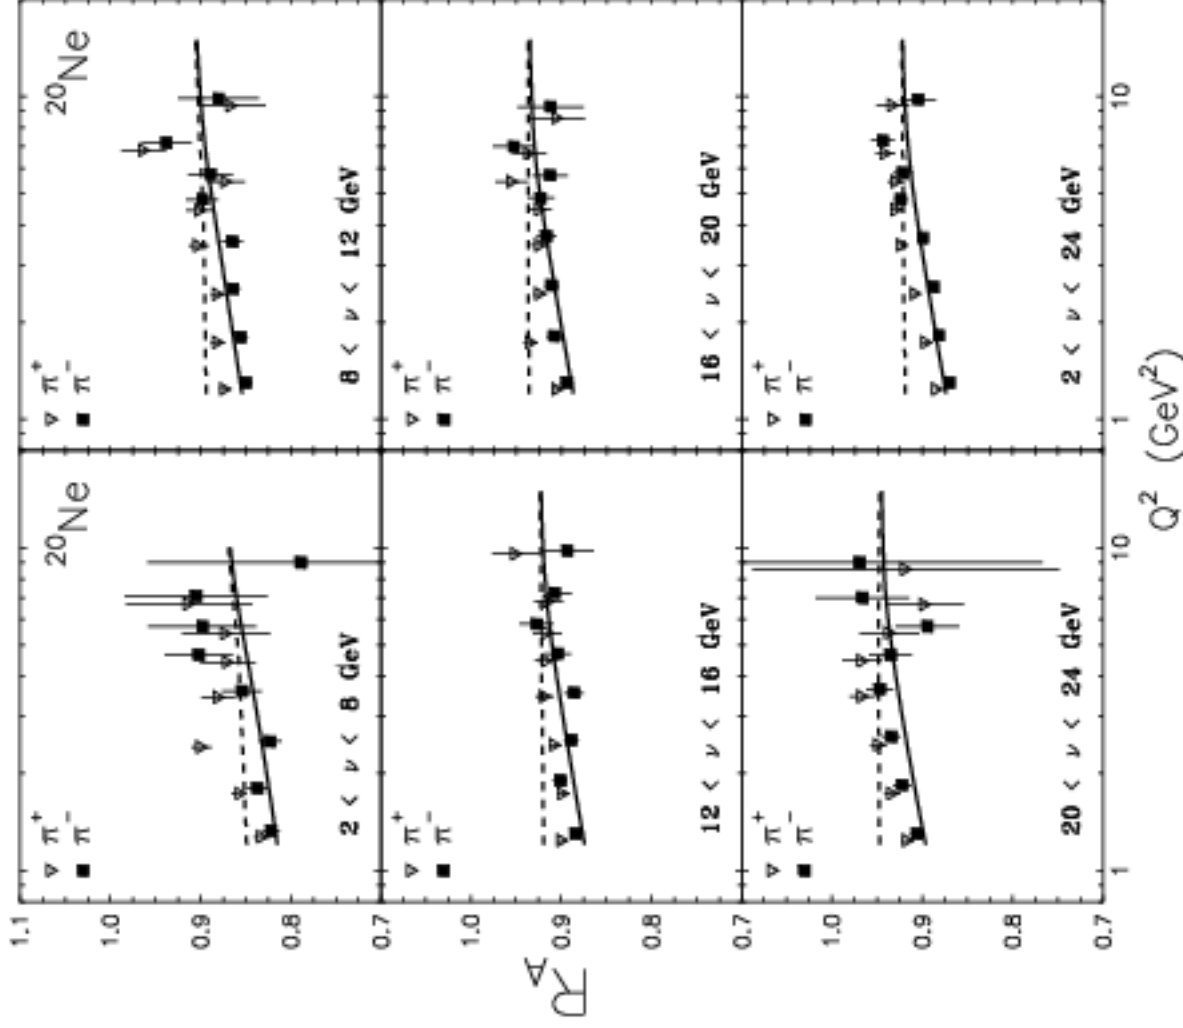 1.1
π⁺ ²⁰Ne
π⁻
1.0
0.9
0.8
2 < ν < 8 GeV
0.7
π⁺ ²⁰Ne
π⁻
8 < ν < 12 GeV
R_A
π⁺
π⁻
1.0
0.9
0.8
12 < ν < 16 GeV
0.7
π⁺
π⁻
16 < ν < 20 GeV
π⁺
π⁻
1.0
0.9
0.8
20 < ν < 24 GeV
0.7
π⁺
π⁻
2 < ν < 24 GeV
1 10 1 10
Q² (GeV²)